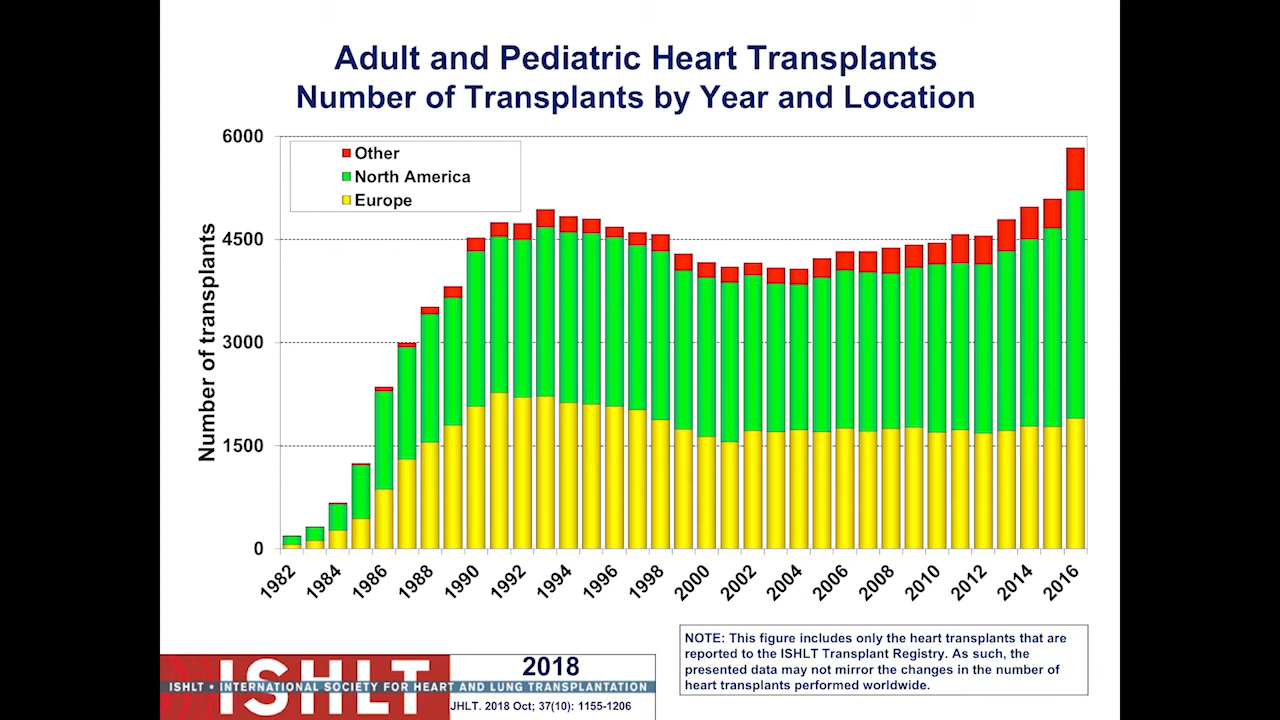 Adult and Pediatric Heart Transplants
Number of Transplants by Year and Location
Number of transplants
6000
4500
3000
1500
0
Other
North America
Europe
1982
1984
1986
1988
1990
1992
1994
1996
1998
2000
2002
2004
2006
2008
2010
2012
2014
2016
NOTE: This figure includes only the heart transplants that are
reported to the ISHLT Transplant Registry. As such, the
presented data may not mirror the changes in the number of
heart transplants performed worldwide.
ISHLT
2018
ISHLT • INTERNATIONAL SOCIETY FOR HEART AND LUNG TRANSPLANTATION
JHLT. 2018 Oct; 37(10): 1155-1206